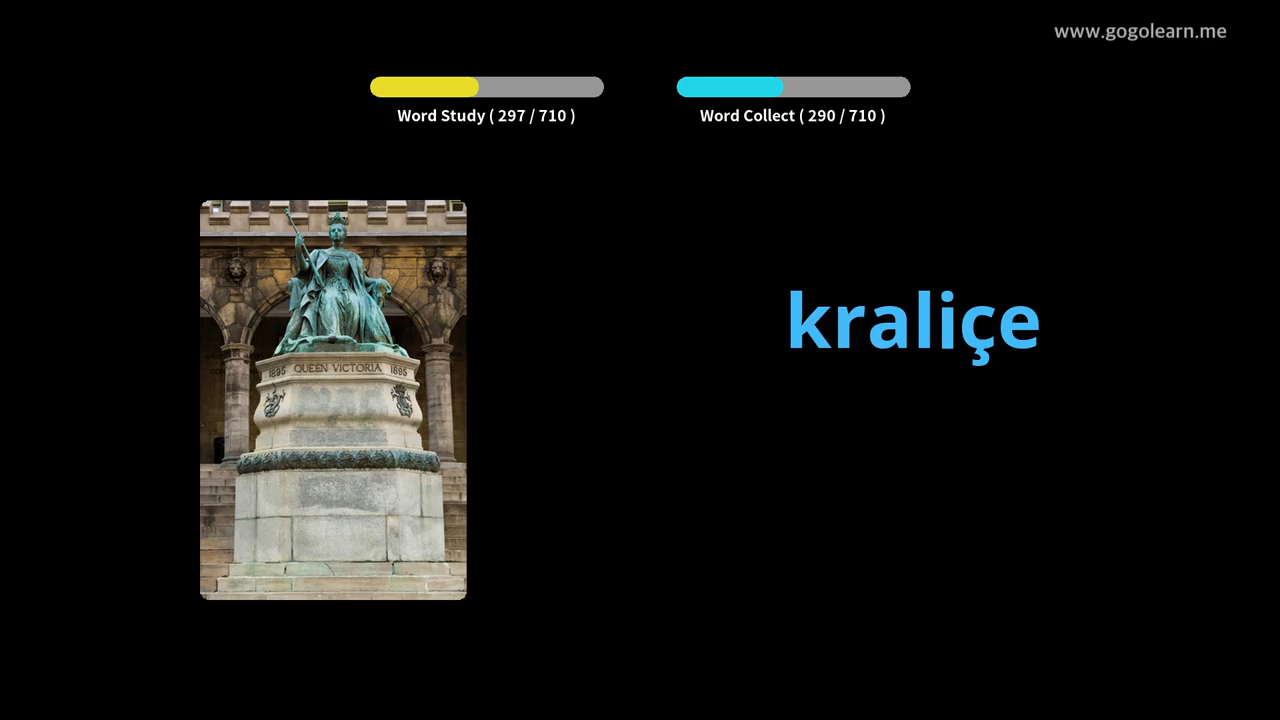 www.gogolearn.me
Word Study ( 297 / 710 )
Word Collect ( 290 / 710 )
kraliçe
1895 QUEEN VICTORIA 1895